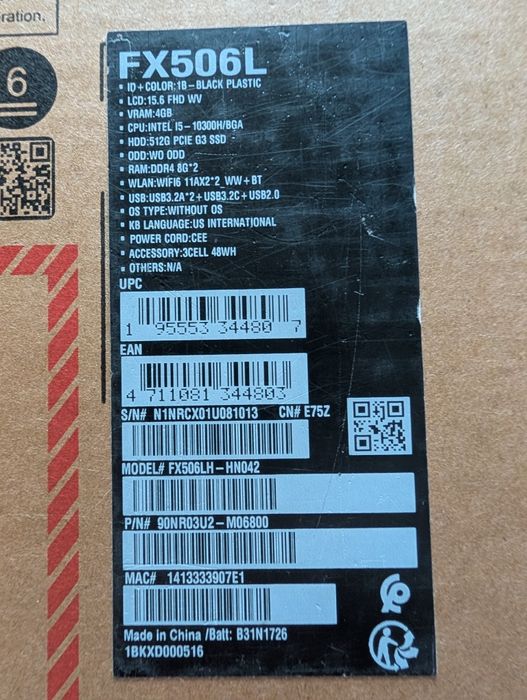 ration.
6
FX506L
• ID+COLOR:1B-BLACK PLASTIC
• LCD:15.6 FHD WV
• VRAM:4GB
• CPU:INTEL I5-10300H/BGA
• HDD:512G PCIE G3 SSD
• ODD:WO ODD
• RAM:DDR4 8G*2
• WLAN:WIFI6 11AX2*2_WW+BT
• USB:USB3.2A*2+USB3.2C+USB2.0
• OS TYPE:WITHOUT OS
• KB LANGUAGE:US INTERNATIONAL
• POWER CORD:CEE
• ACCESSORY:3CELL 48WH
• OTHERS:N/A
UPC
1 95553 34480 7
EAN
4 711081 344803
S/N# N1NRCX01U081013 CN# E75Z
MODEL# FX506LH-HN042
P/N# 90NR03U2-M06800
MAC# 1413333907E1
Made in China /Batt: B31N1726
1BKXD000516